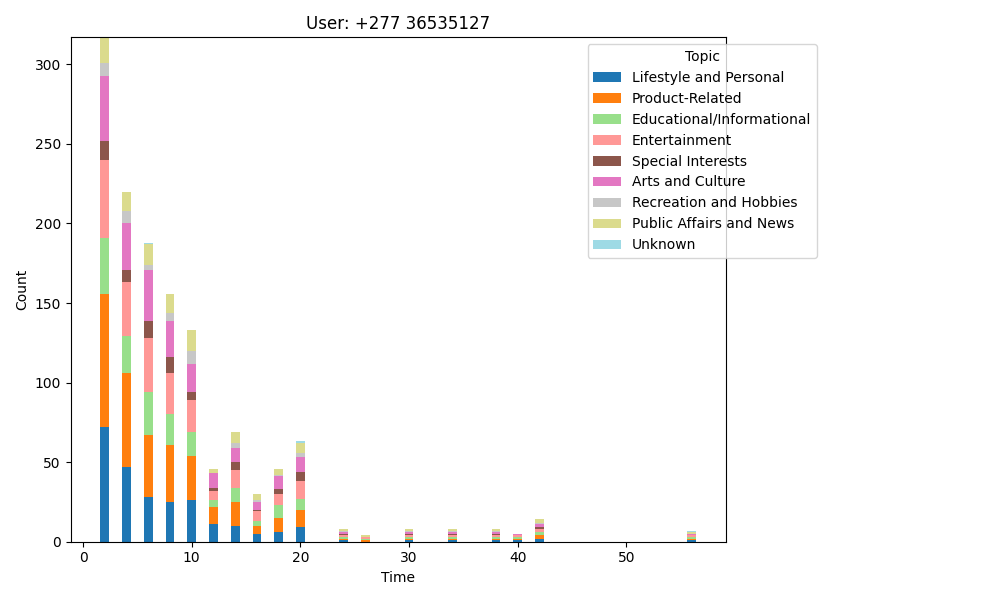 User: +277 36535127
Topic
Lifestyle and Personal
Product-Related
Educational/Informational
Entertainment
Special Interests
Arts and Culture
Recreation and Hobbies
Public Affairs and News
Unknown
Count
300
250
200
150
100
50
0
0 10 20 30 40 50
Time